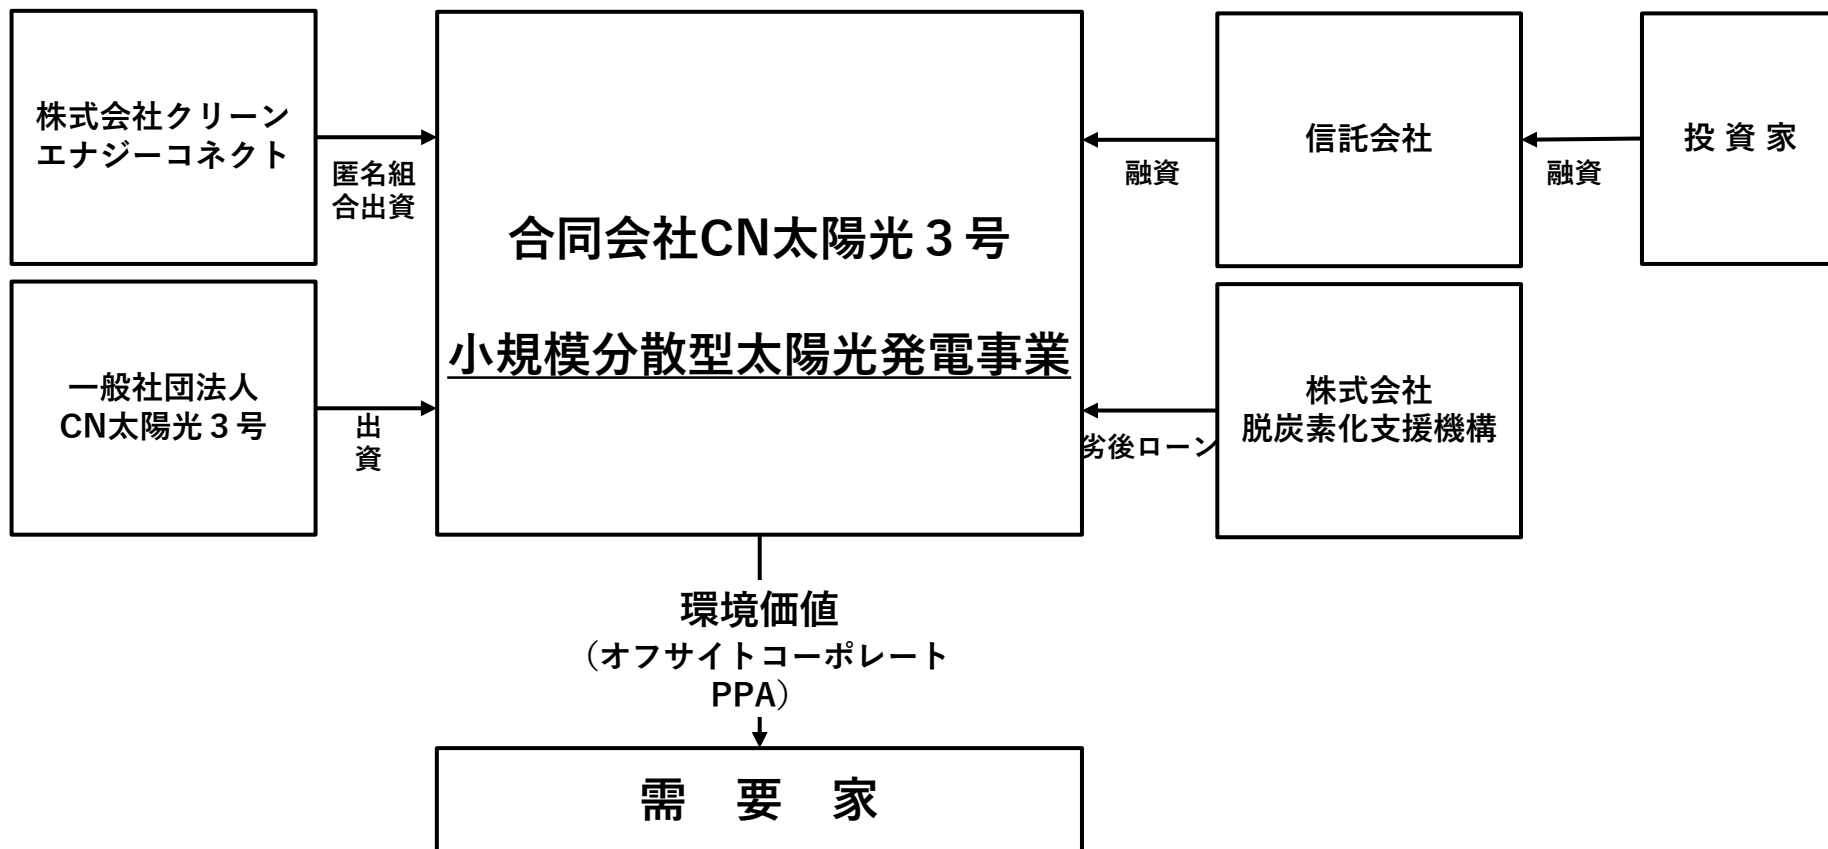 株式会社クリーン
エナジーコネクト
匿名組
合出資
一般社団法人
CN太陽光３号
出
資
合同会社CN太陽光３号
小規模分散型太陽光発電事業
融資
信託会社
融資
投 資 家
劣後ローン
株式会社
脱炭素化支援機構
環境価値
（オフサイトコーポレート
PPA）
需　要　家